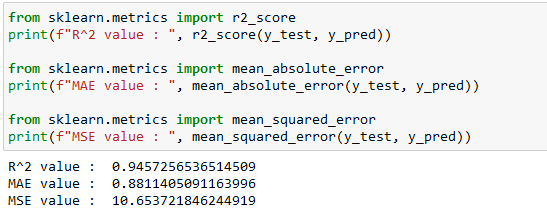 from sklearn.metrics import r2_score
print(f"R^2 value : ", r2_score(y_test, y_pred))
from sklearn.metrics import mean_absolute_error
print(f"MAE value : ", mean_absolute_error(y_test, y_pred))
from sklearn.metrics import mean_squared_error
print(f"MSE value : ", mean_squared_error(y_test, y_pred))
R^2 value :  0.9457256536514509
MAE value :  0.8811405091163996
MSE value :  10.653721846244919